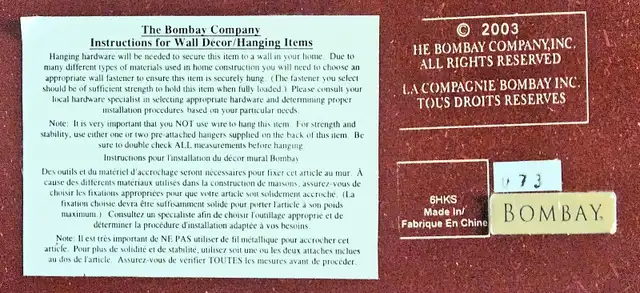 The Bombay Company
Instructions for Wall Décor/Hanging Items
Hanging hardware will be needed to secure this item to a wall in your home. Due to
many different types of materials used in home construction you will need to choose an
appropriate wall fastener to ensure this item is securely hung. (The fastener you select
should be of sufficient strength to hold this item when fully loaded.) Please consult your
local hardware specialist in selecting appropriate hardware and determining proper
installation procedures based on your particular needs.
Note: It is very important that you DO NOT use wire to hang this item. For strength and
stability, use either one or two pre-attached hangers supplied on the back of this item. Be
sure to double check ALL measurements before hanging.
Instructions pour l'installation du décor mural Bombay
Des outils et du matériel d'accrochage seront nécessaires pour fixer cet article au mur. À
cause des différents matériaux utilisés dans la construction de maisons, assurez-vous de
choisir les fixations appropriées pour que votre article soit solidement accroché. (La
fixation choisie devra être suffisamment solide pour porter l'article à son poids
maximum.) Consultez un spécialiste afin de choisir l'outillage approprié et de
déterminer la procédure d'installation adaptée à vos besoins.
Note: Il est très important de NE PAS utiliser de fil métallique pour accrocher cet
article. Pour plus de solidité et de stabilité, utilisez soit une ou les deux attaches incluses
au dos de l'article. Assurez-vous de vérifier TOUTES les mesures avant de procéder.
© 2003
HE BOMBAY COMPANY, INC.
ALL RIGHTS RESERVED
LA COMPAGNIE BOMBAY INC.
TOUS DROITS RESERVES
6HKS
Made In/
Fabrique En Chine
73
BOMBAY